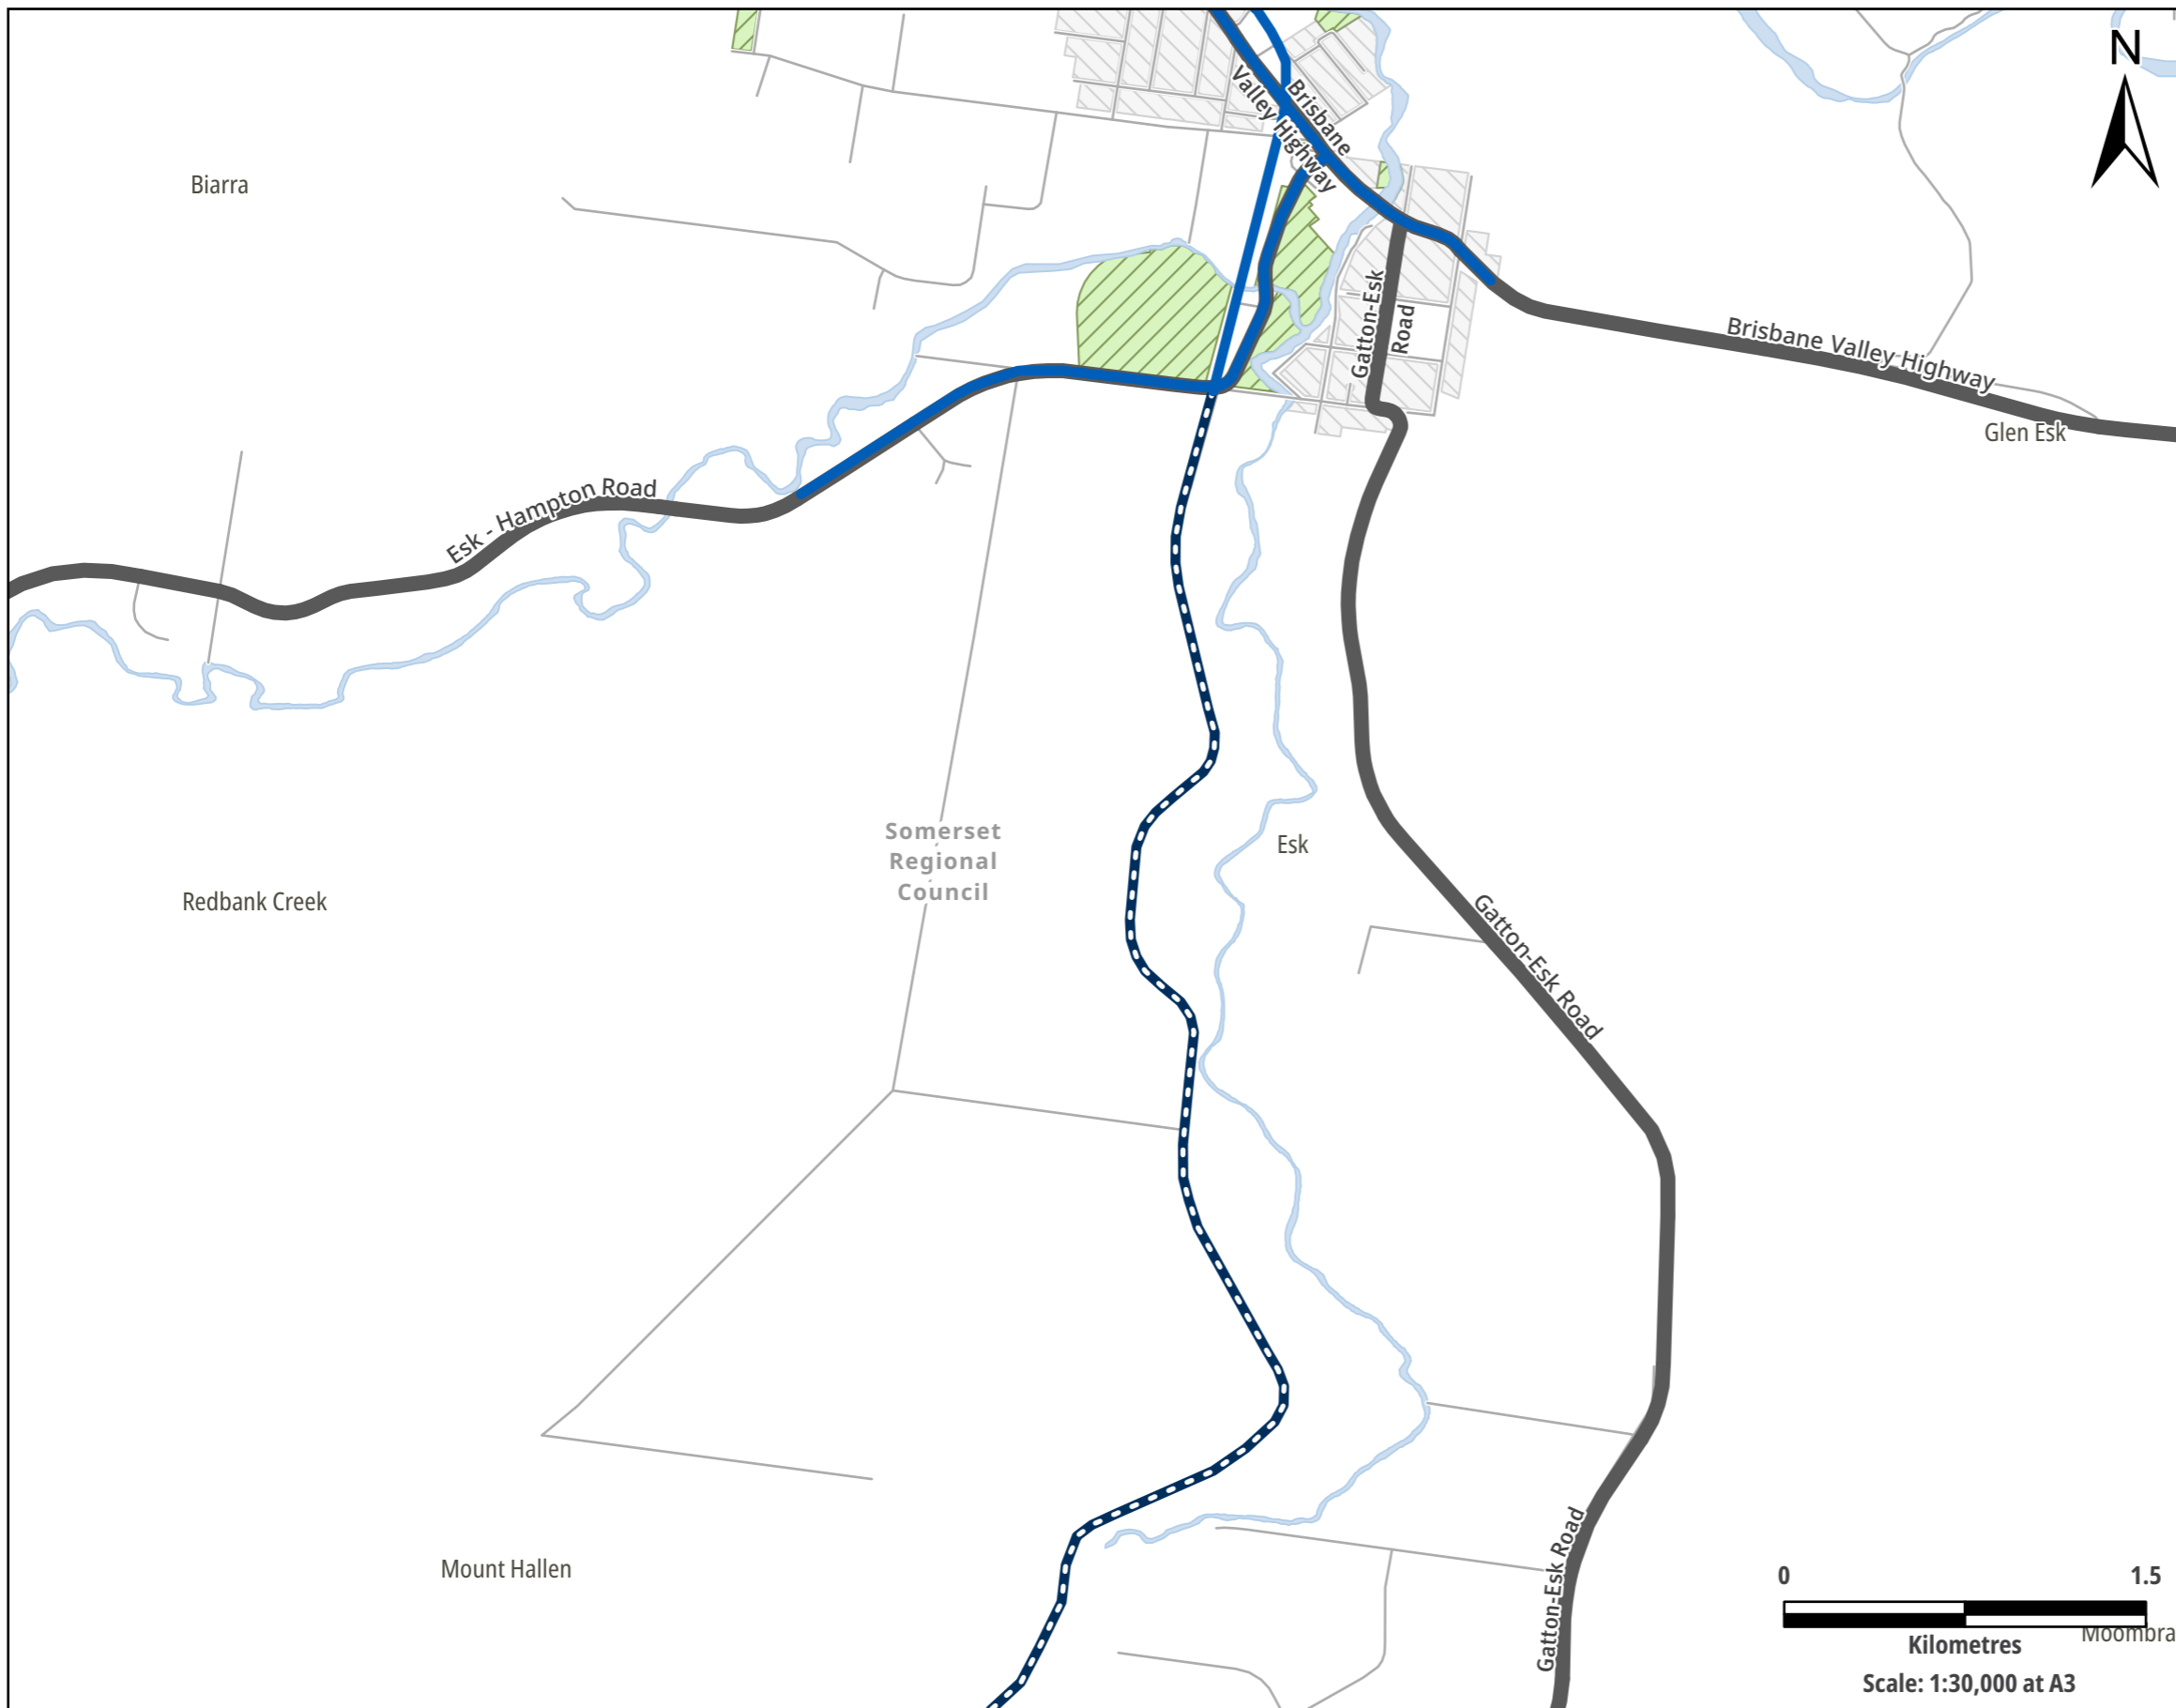 N
Brisbane
Valley Highway
Biarra
Gatton-Esk
Road
Brisbane Valley Highway
Glen Esk
Esk - Hampton Road
Somerset
Regional
Council
Esk
Redbank Creek
Gatton-Esk Road
Mount Hallen
Gatton-Esk Road
0 1.5
Kilometres
Moombra
Scale: 1:30,000 at A3